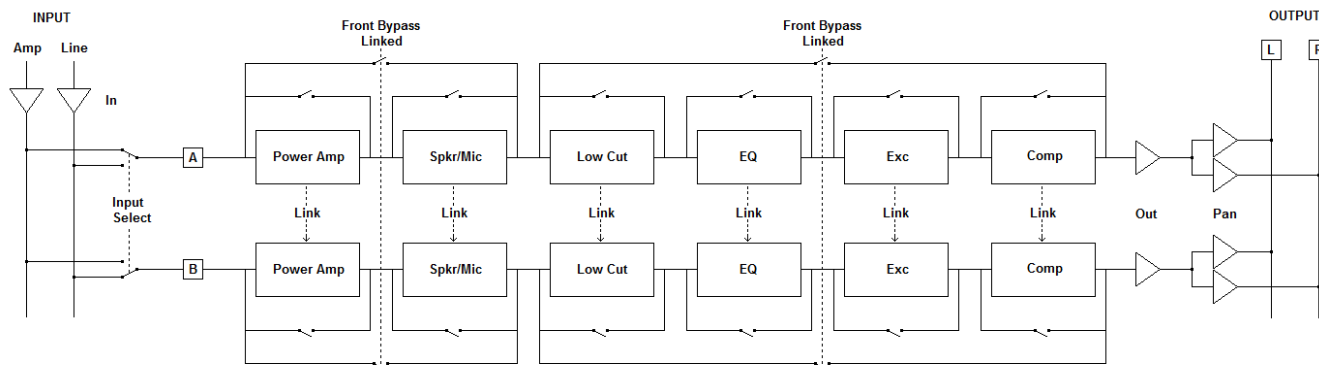 INPUT
Front Bypass
Linked
Front Bypass
Linked
OUTPUT
Amp Line
L
In
A
Power Amp
Spkr/Mic
Low Cut
EQ
Exc
Comp
Input
Select
Link
Link
Link
Link
Link
Link
Out
Pan
B
Power Amp
Spkr/Mic
Low Cut
EQ
Exc
Comp